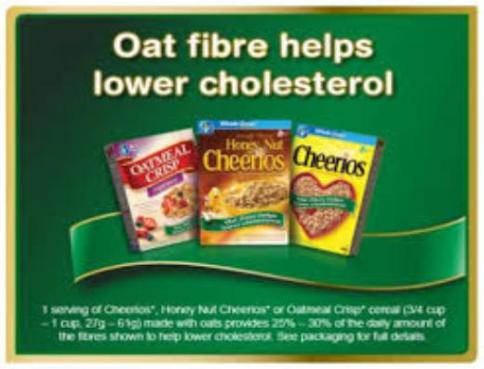 Oat fibre helps
lower cholesterol
OATMEAL
CRISP
Honey Nut
Cheerios
Cheerios
1 serving of Cheerios*, Honey Nut Cheerios* or Oatmeal Crisp* cereal (3/4 cup
– 1 cup, 27g – 61g) made with oats provides 25% – 30% of the daily amount of
the fibres shown to help lower cholesterol. See packaging for full details.